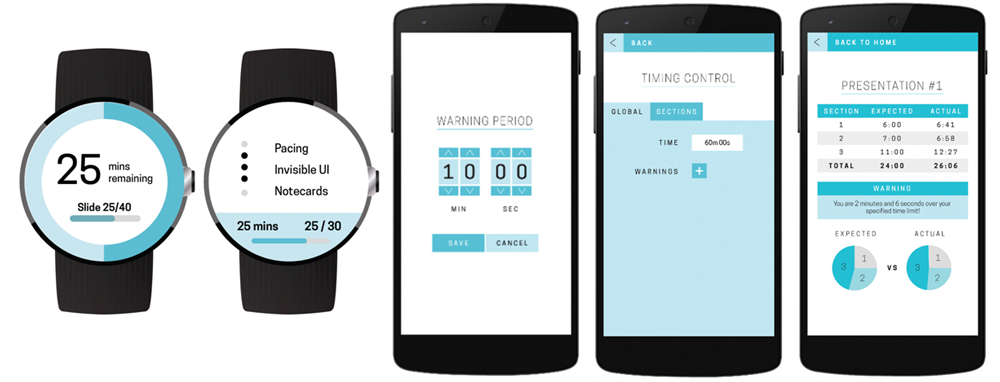 25 mins
remaining
Slide 25/40
Pacing
Invisible UI
Notecards
25 mins 25 / 30
WARNING PERIOD
10 00
MIN SEC
SAVE CANCEL
< BACK
TIMING CONTROL
GLOBAL SECTIONS
TIME 60m 00s
WARNINGS +
< BACK TO HOME
PRESENTATION #1
SECTION EXPECTED ACTUAL
1 6:00 6:41
2 7:00 6:58
3 11:00 12:27
TOTAL 24:00 26:06
WARNING
You are 2 minutes and 6 seconds over your
specified time limit!
EXPECTED ACTUAL
3 1 2 VS 3 1 2